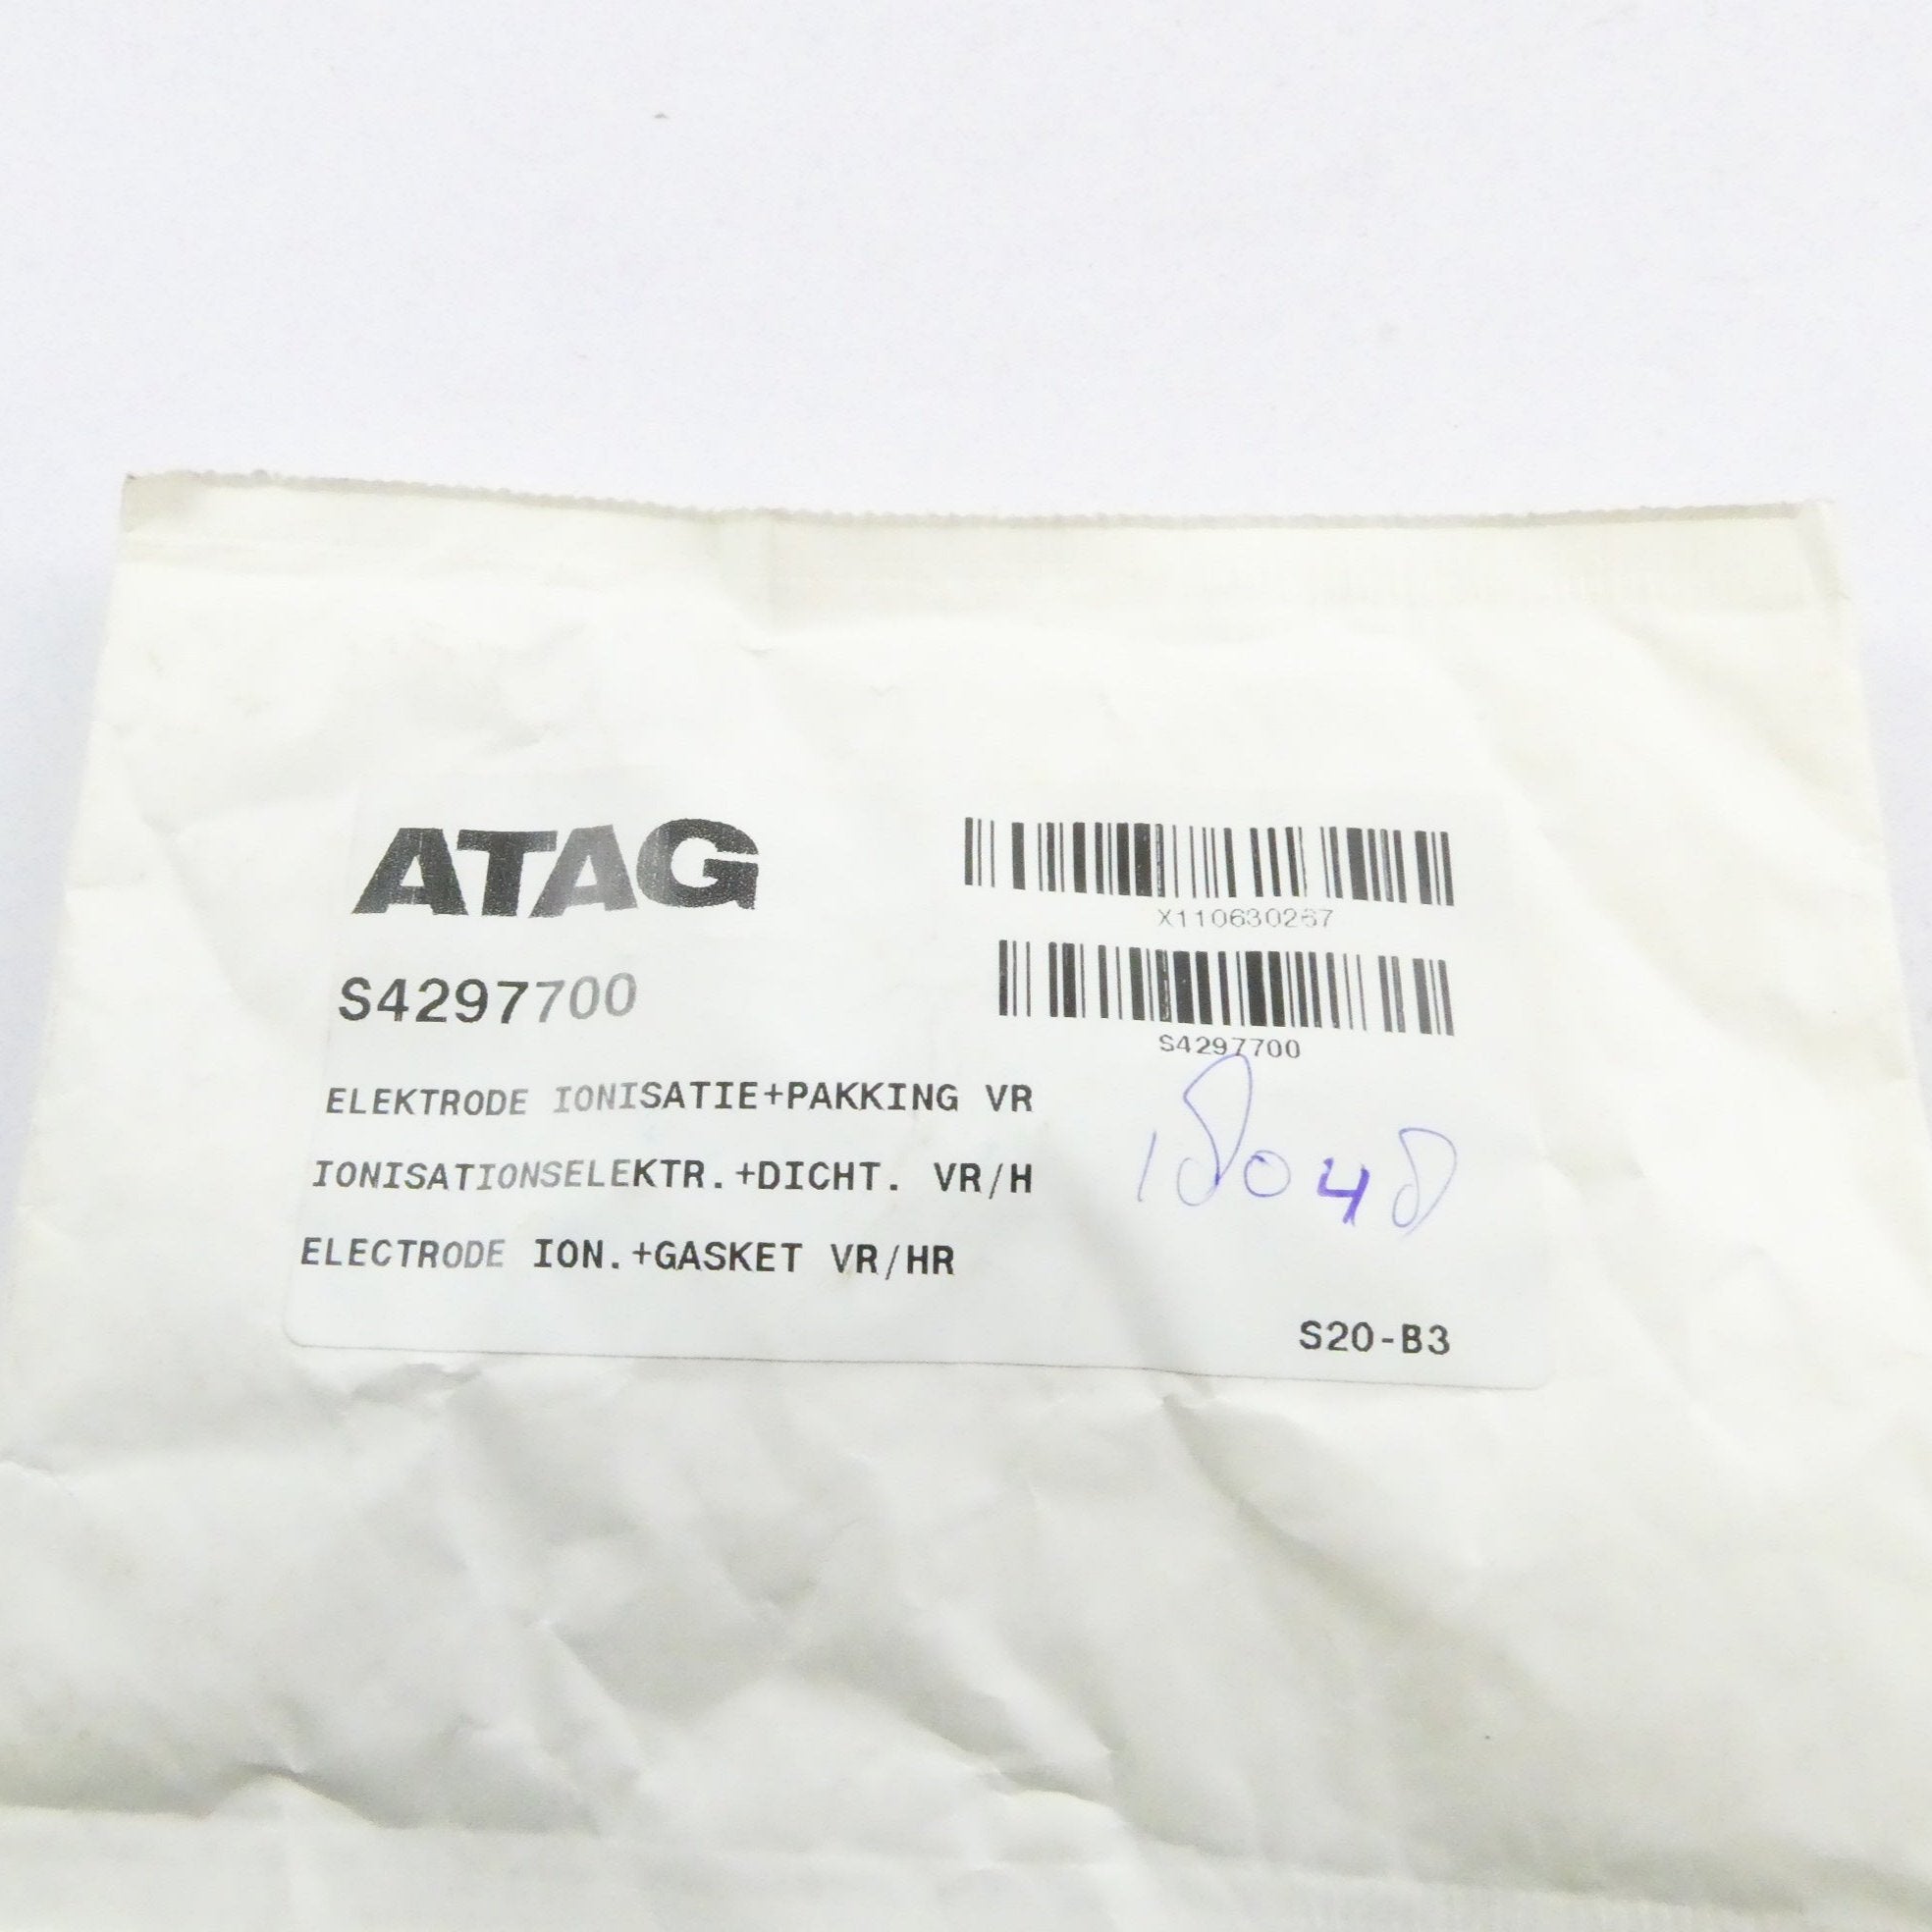 ATAG
X110630267
S4297700
S4297700
ELEKTRODE IONISATIE+PAKKING VR
IONISATIONSELEKTR.+DICHT. VR/H
ELECTRODE ION.+GASKET VR/HR
18048
S20-B3